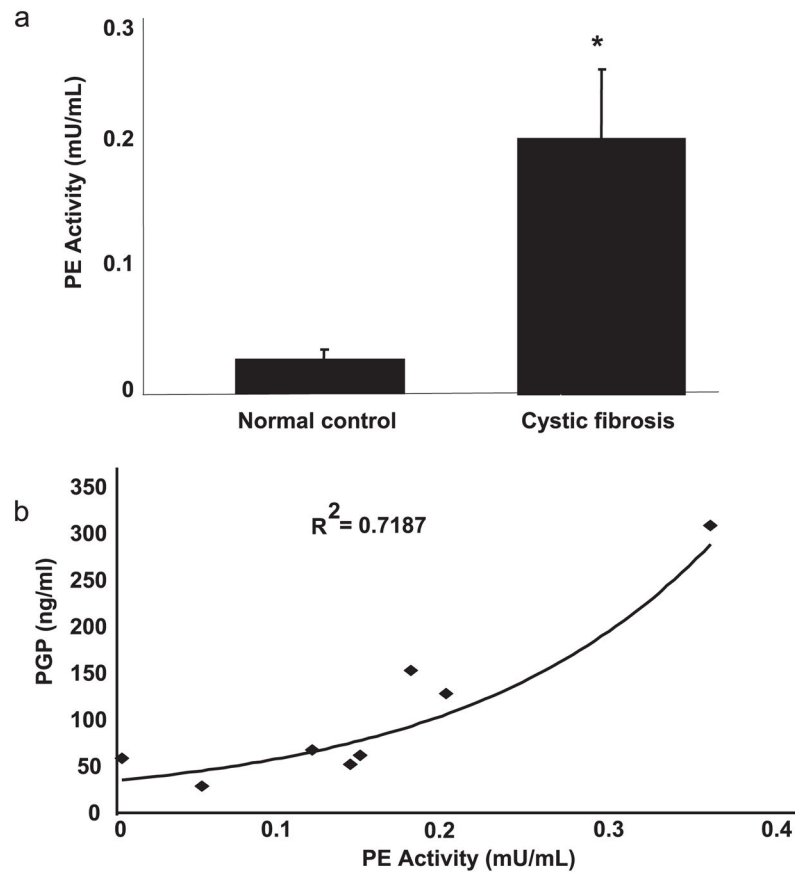 a
PE Activity (mU/mL)
0.3
0.2
0.1
0
*
Normal control
Cystic fibrosis
b
PGP (ng/ml)
350
300
250
200
150
100
50
0
R2= 0.7187
0 0.1 0.2 0.3 0.4
PE Activity (mU/mL)